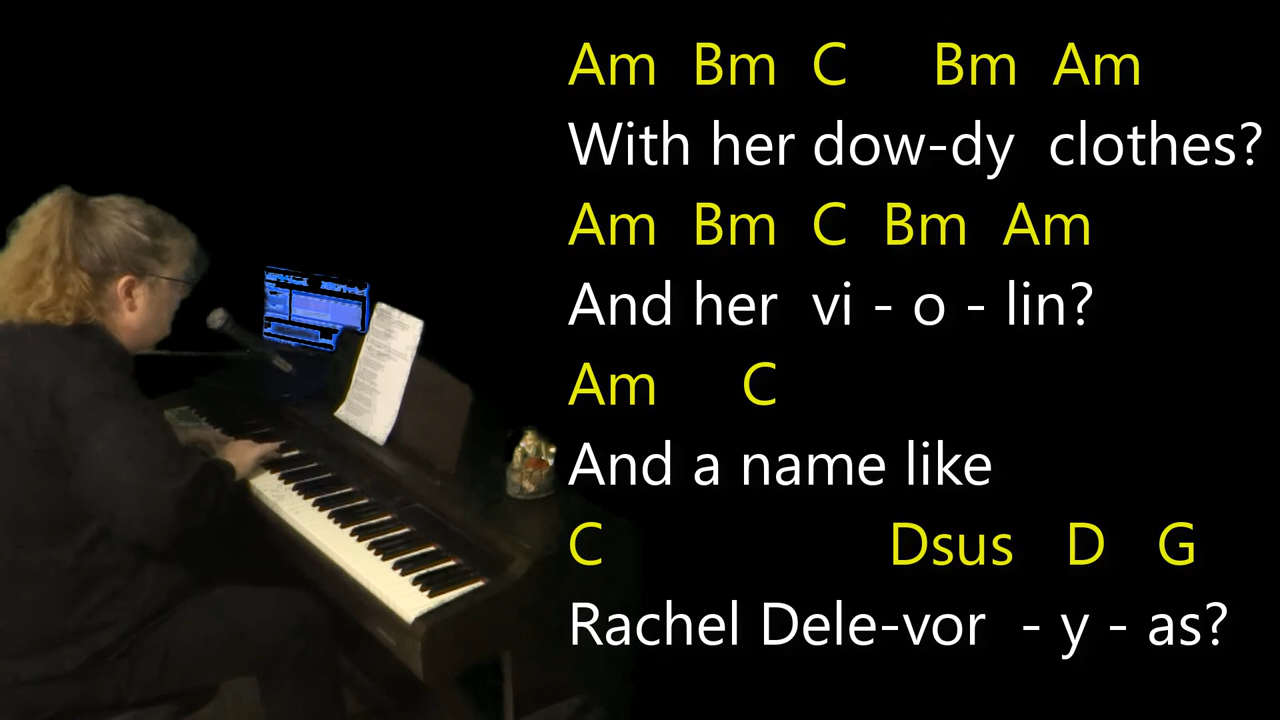 Am Bm C Bm Am
With her dow-dy clothes?
Am Bm C Bm Am
And her vi - o - lin?
Am C
And a name like
C Dsus D G
Rachel Dele-vor - y - as?